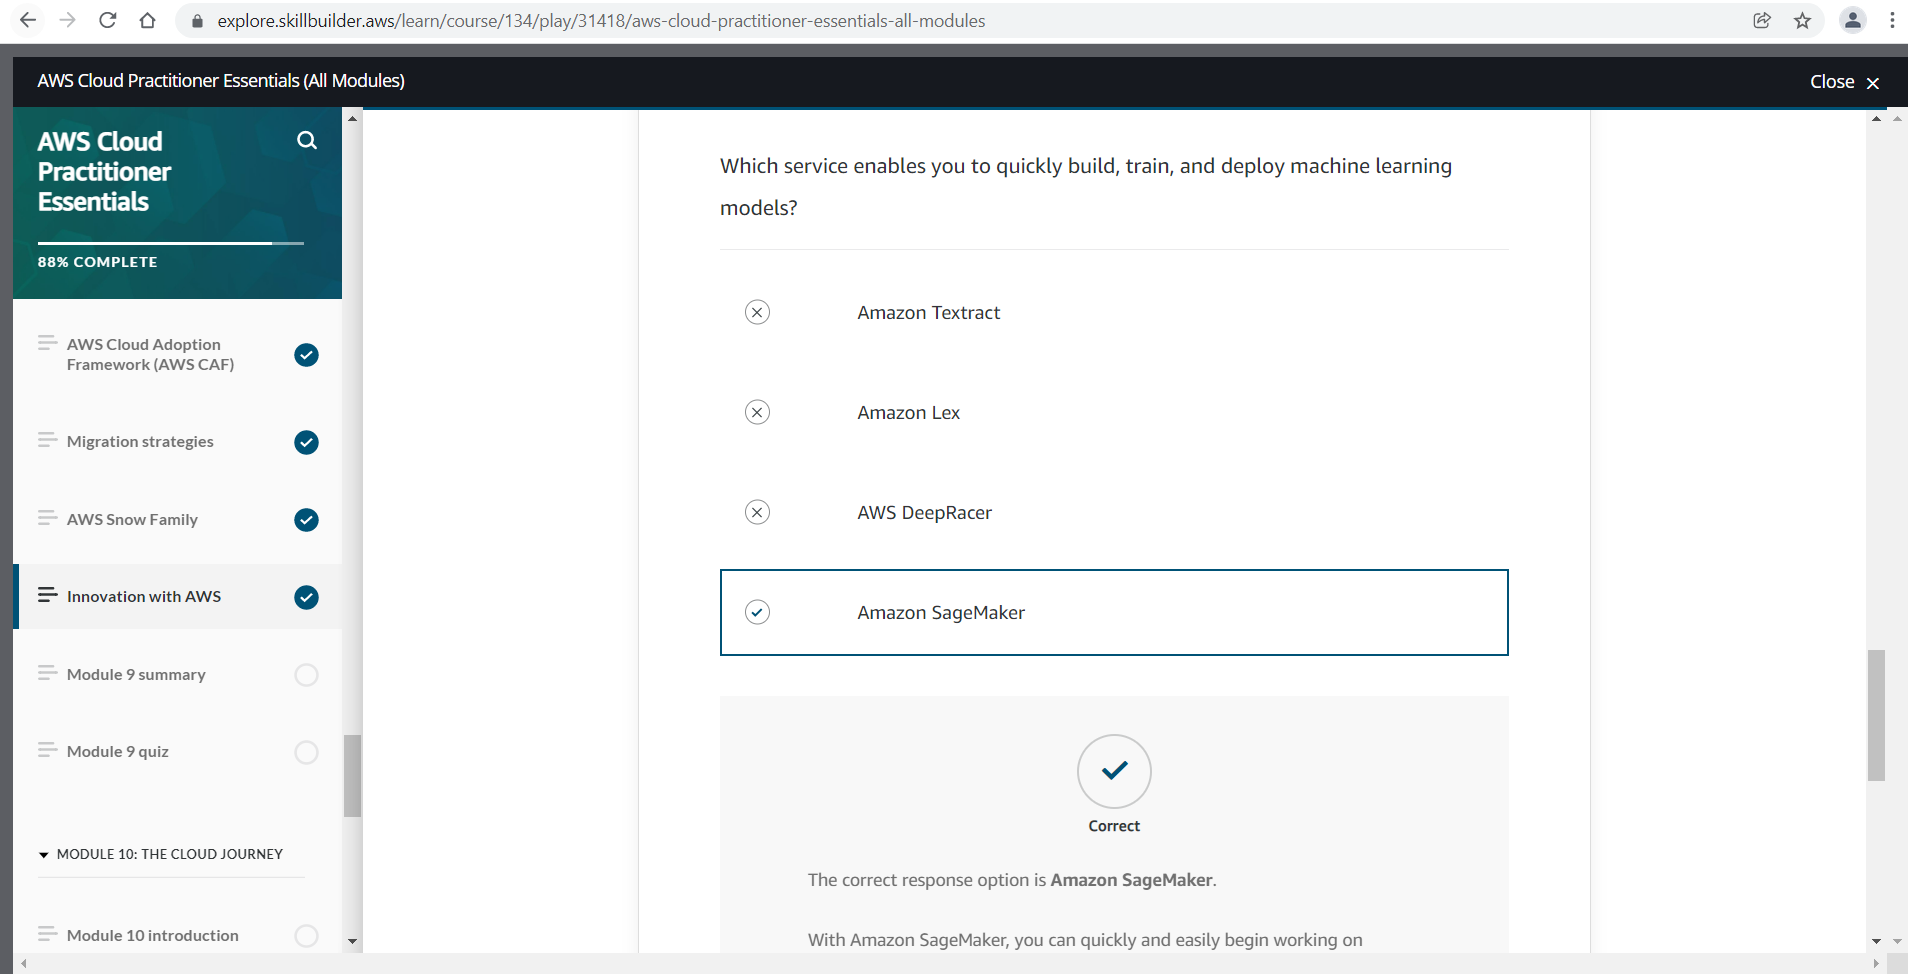 explore.skillbuilder.aws/learn/course/134/play/31418/aws-cloud-practitioner-essentials-all-modules
AWS Cloud Practitioner Essentials (All Modules)
Close
AWS Cloud
Practitioner
Essentials
88% COMPLETE
AWS Cloud Adoption
Framework (AWS CAF)
Migration strategies
AWS Snow Family
Innovation with AWS
Module 9 summary
Module 9 quiz
MODULE 10: THE CLOUD JOURNEY
Module 10 introduction
Which service enables you to quickly build, train, and deploy machine learning
models?
Amazon Textract
Amazon Lex
AWS DeepRacer
Amazon SageMaker
Correct
The correct response option is Amazon SageMaker.
With Amazon SageMaker, you can quickly and easily begin working on